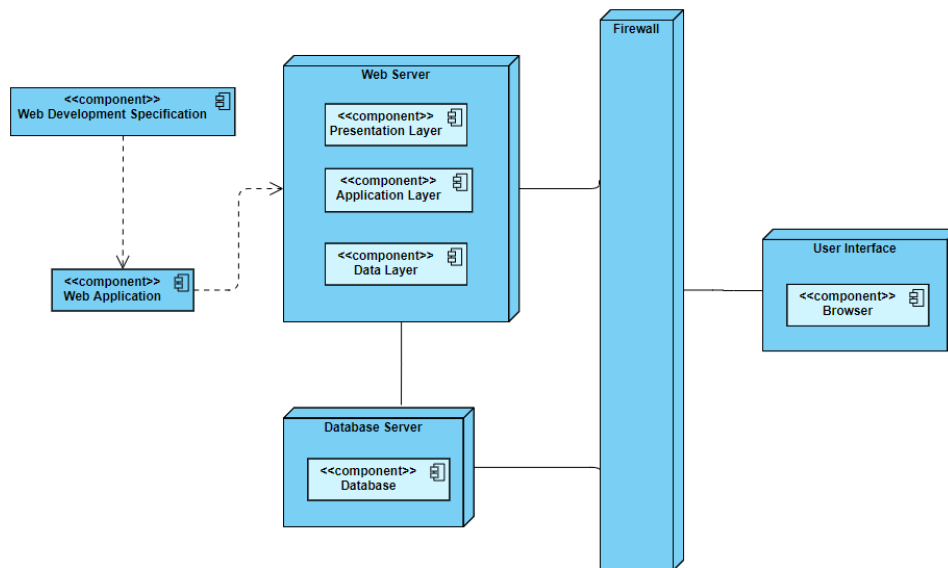 Firewall
Web Server
<<component>>
Web Development Specification
<<component>>
Presentation Layer
<<component>>
Application Layer
<<component>>
Data Layer
<<component>>
Web Application
User Interface
<<component>>
Browser
Database Server
<<component>>
Database